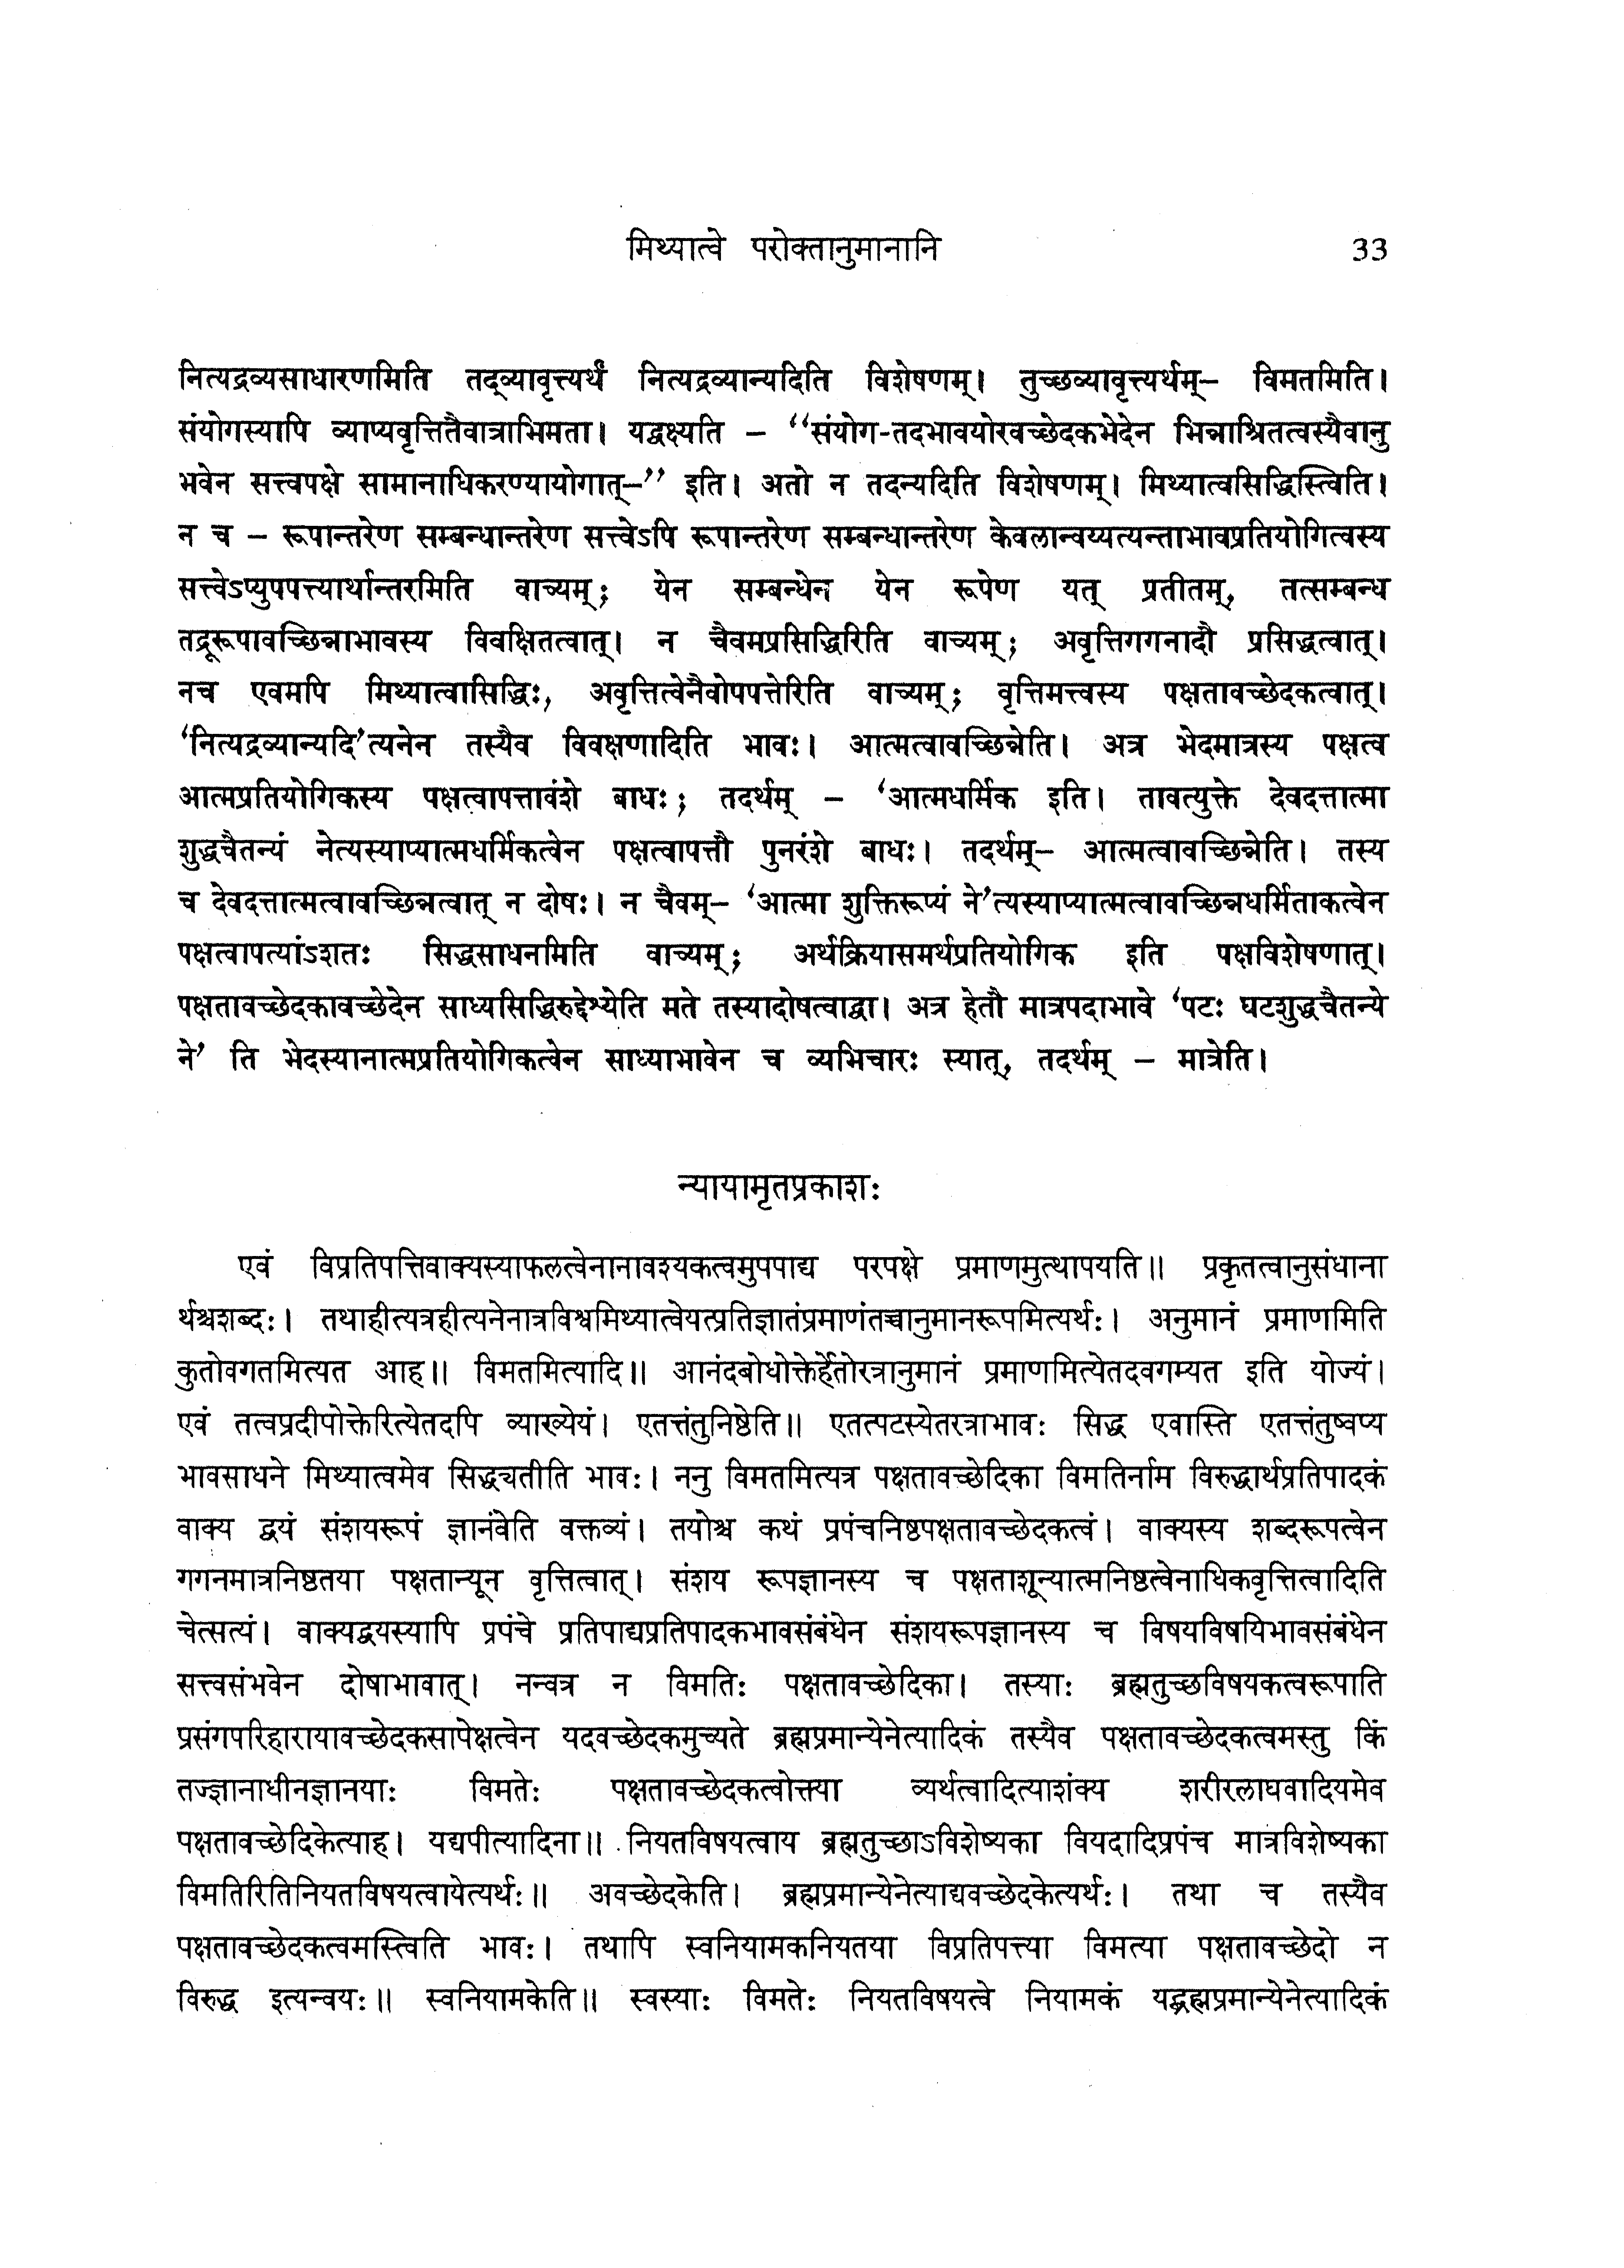 मिथ्यात्वे परोक्तानुमानानि 33
नित्यद्रव्यसाधारणमिति तद्व्यावृत्त्यर्थं नित्यद्रव्यान्यदिति विशेषणम्। तुच्छव्यावृत्त्यर्थम्– विमतमिति।
संयोगस्यापि व्याप्यवृत्तितैवात्राभिमता। यद्वक्ष्यति – “संयोग-तदभावयोरवच्छेदकभेदेन भिन्नाश्रितत्वस्यैवानु
भवेन सत्त्वपक्षे सामानाधिकरण्यायोगात्–” इति। अतो न तदन्यदिति विशेषणम्। मिथ्यात्वसिद्धिस्त्विति।
न च – रूपान्तरेण सम्बन्धान्तरेण सत्त्वेऽपि रूपान्तरेण सम्बन्धान्तरेण केवलान्वय्यत्यन्ताभावप्रतियोगित्वस्य
सत्त्वेऽप्युपपत्त्यार्थान्तरमिति वाच्यम्; येन सम्बन्धेन येन रूपेण यत् प्रतीतम्, तत्सम्बन्ध
तद्रूरूपावच्छिन्नाभावस्य विवक्षितत्वात्। न चैवमप्रसिद्धिरिति वाच्यम्; अवृत्तिगगनादौ प्रसिद्धत्वात्।
नच एवमपि मिथ्यात्वासिद्धिः, अवृत्तित्वेनैवोपपत्तेरिति वाच्यम्; वृत्तिमत्त्वस्य पक्षतावच्छेदकत्वात्।
‘नित्यद्रव्यान्यदि’त्यनेन तस्यैव विवक्षणादिति भावः। आत्मत्वावच्छिन्नेति। अत्र भेदमात्रस्य पक्षत्व
आत्मप्रतियोगिकस्य पक्षत्वापत्तावंशे बाधः; तदर्थम् – ‘आत्मधर्मिक इति। तावत्युक्ते देवदत्तात्मा
शुद्धचैतन्यं नेत्यस्याप्यात्मधर्मिकत्वेन पक्षत्वापत्तौ पुनरंशे बाधः। तदर्थम्– आत्मत्वावच्छिन्नेति। तस्य
च देवदत्तात्मत्वावच्छिन्नत्वात् न दोषः। न चैवम्– ‘आत्मा शुक्तिरूप्यं ने’त्यस्याप्यात्मत्वावच्छिन्नधर्मिताकत्वेन
पक्षत्वापत्यांऽशतः सिद्धसाधनमिति वाच्यम्; अर्थक्रियासमर्थप्रतियोगिक इति पक्षविशेषणात्।
पक्षतावच्छेदकावच्छेदेन साध्यसिद्धिरुद्देश्येति मते तस्यादोषत्वाद्वा। अत्र हेतौ मात्रपदाभावे ‘पटः घटशुद्धचैतन्ये
ने’ ति भेदस्यानात्मप्रतियोगिकत्वेन साध्याभावेन च व्यभिचारः स्यात्, तदर्थम् – मात्रेति।
न्यायामृतप्रकाशः
एवं विप्रतिपत्तिवाक्यस्याफलत्वेनानावश्यकत्वमुपपाद्य परपक्षे प्रमाणमुत्थापयति॥ प्रकृतत्वानुसंधाना
र्थश्चशब्दः। तथाहीत्यत्रहीत्यनेनात्रविश्वमिथ्यात्वेयत्प्रतिज्ञातंप्रमाणंतच्चानुमानरूपमित्यर्थः। अनुमानं प्रमाणमिति
कुतोवगतमित्यत आह॥ विमतमित्यादि॥ आनंदबोधोक्तेर्हेतोरत्रानुमानं प्रमाणमित्येतदवगम्यत इति योज्यं।
एवं तत्वप्रदीपोक्तेरित्येतदपि व्याख्येयं। एतत्तंतुनिष्ठेति॥ एतत्पटस्येतरत्राभावः सिद्ध एवास्ति एतत्तंतुष्वप्य
भावसाधने मिथ्यात्वमेव सिद्धयतीति भावः। ननु विमतमित्यत्र पक्षतावच्छेदिका विमतिर्नाम विरुद्धार्थप्रतिपादकं
वाक्य द्वयं संशयरूपं ज्ञानंवेति वक्तव्यं। तयोश्च कथं प्रपंचनिष्ठपक्षतावच्छेदकत्वं। वाक्यस्य शब्दरूपत्वेन
गगनमात्रनिष्ठतया पक्षतान्यून वृत्तित्वात्। संशय रूपज्ञानस्य च पक्षताशून्यात्मनिष्ठत्वेनाधिकवृत्तित्वादिति
चेत्सत्यं। वाक्यद्वयस्यापि प्रपंचे प्रतिपाद्यप्रतिपादकभावसंबंधेन संशयरूपज्ञानस्य च विषयविषयिभावसंबंधेन
सत्त्वसंभवेन दोषाभावात्। नन्वत्र न विमतिः पक्षतावच्छेदिका। तस्याः ब्रह्मतुच्छविषयकत्वरूपाति
प्रसंगपरिहारायावच्छेदकसापेक्षत्वेन यदवच्छेदकमुच्यते ब्रह्मप्रमान्येनेत्यादिकं तस्यैव पक्षतावच्छेदकत्वमस्तु किं
तज्ज्ञानाधीनज्ञानयाः विमतेः पक्षतावच्छेदकत्वोत्तया व्यर्थत्वादित्याशंक्य शरीरलाघवादियमेव
पक्षतावच्छेदिकेत्याह। यद्यपीत्यादिना॥ नियतविषयत्वाय ब्रह्मतुच्छाऽविशेष्यका वियदादिप्रपंच मात्रविशेष्यका
विमतिरितिनियतविषयत्वायेत्यर्थः॥ अवच्छेदकेति। ब्रह्मप्रमान्येनेत्याद्यवच्छेदकेत्यर्थः। तथा च तस्यैव
पक्षतावच्छेदकत्वमस्त्विति भावः। तथापि स्वनियामकनियतया विप्रतिपत्त्या विमत्या पक्षतावच्छेदो न
विरुद्ध इत्यन्वयः॥ स्वनियामकेति॥ स्वस्याः विमतेः नियतविषयत्वे नियामकं यद्ब्रह्मप्रमान्येनेत्यादिकं